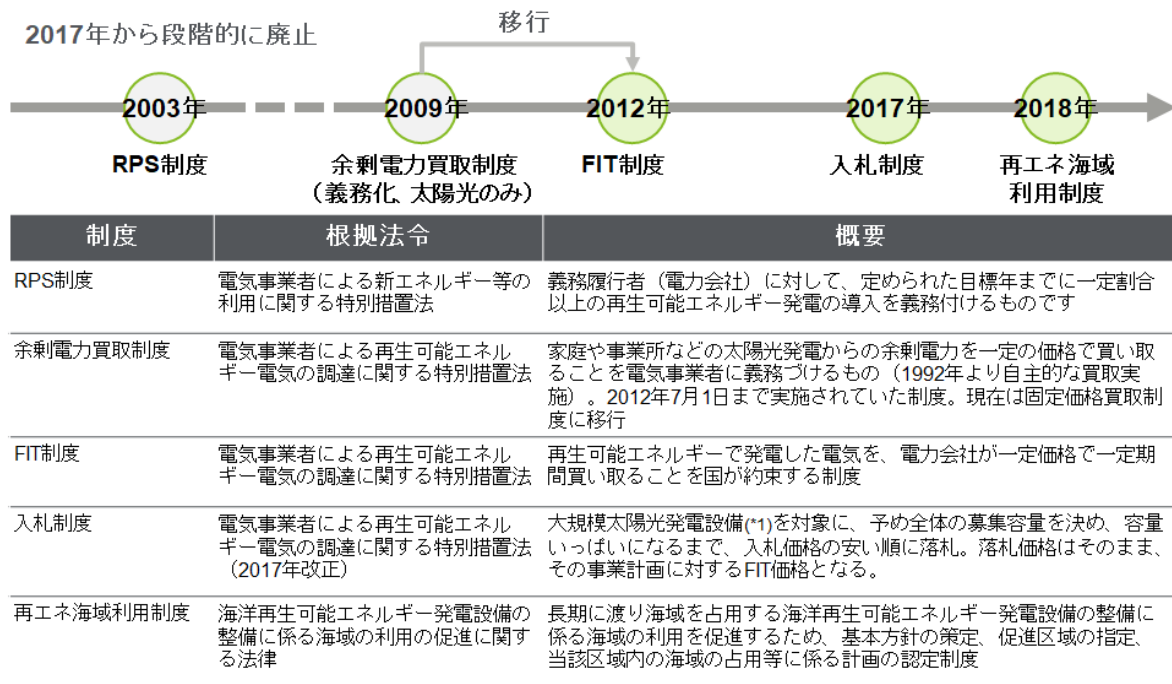 2017年から段階的に廃止
移行
2003年
2009年
2012年
2017年
2018年
RPS制度
余剰電力買取制度
（義務化、太陽光のみ）
FIT制度
入札制度
再エネ海域
利用制度
制度
根拠法令
概要
RPS制度
電気事業者による新エネルギー等の
利用に関する特別措置法
義務履行者（電力会社）に対して、定められた目標年までに一定割合
以上の再生可能エネルギー発電の導入を義務付けるものです
余剰電力買取制度
電気事業者による再生可能エネル
ギー電気の調達に関する特別措置法
家庭や事業所などの太陽光発電からの余剰電力を一定の価格で買い取
ることを電気事業者に義務づけるもの（1992年より自主的な買取実
施）。2012年7月1日まで実施されていた制度。現在は固定価格買取制
度に移行
FIT制度
電気事業者による再生可能エネル
ギー電気の調達に関する特別措置法
再生可能エネルギーで発電した電気を、電力会社が一定価格で一定期
間買い取ることを国が約束する制度
入札制度
電気事業者による再生可能エネル
ギー電気の調達に関する特別措置法
（2017年改正）
大規模太陽光発電設備(*1)を対象に、予め全体の募集容量を決め、容量
いっぱいになるまで、入札価格の安い順に落札。落札価格はそのまま、
その事業計画に対するFIT価格となる。
再エネ海域利用制度
海洋再生可能エネルギー発電設備の
整備に係る海域の利用の促進に関す
る法律
長期に渡り海域を占用する海洋再生可能エネルギー発電設備の整備に
係る海域の利用を促進するため、基本方針の策定、促進区域の指定、
当該区域内の海域の占用等に係る計画の認定制度